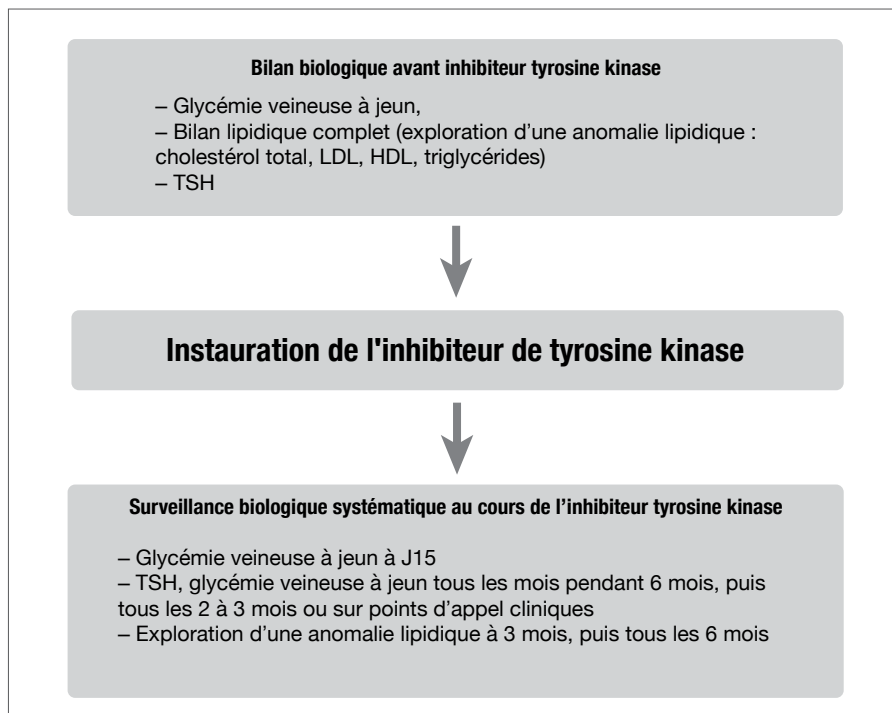 Bilan biologique avant inhibiteur tyrosine kinase
– Glycémie veineuse à jeun,
– Bilan lipidique complet (exploration d'une anomalie lipidique :
cholestérol total, LDL, HDL, triglycérides)
– TSH
Instauration de l'inhibiteur de tyrosine kinase
Surveillance biologique systématique au cours de l’inhibiteur tyrosine kinase
– Glycémie veineuse à jeun à J15
– TSH, glycémie veineuse à jeun tous les mois pendant 6 mois, puis
tous les 2 à 3 mois ou sur points d'appel cliniques
– Exploration d’une anomalie lipidique à 3 mois, puis tous les 6 mois